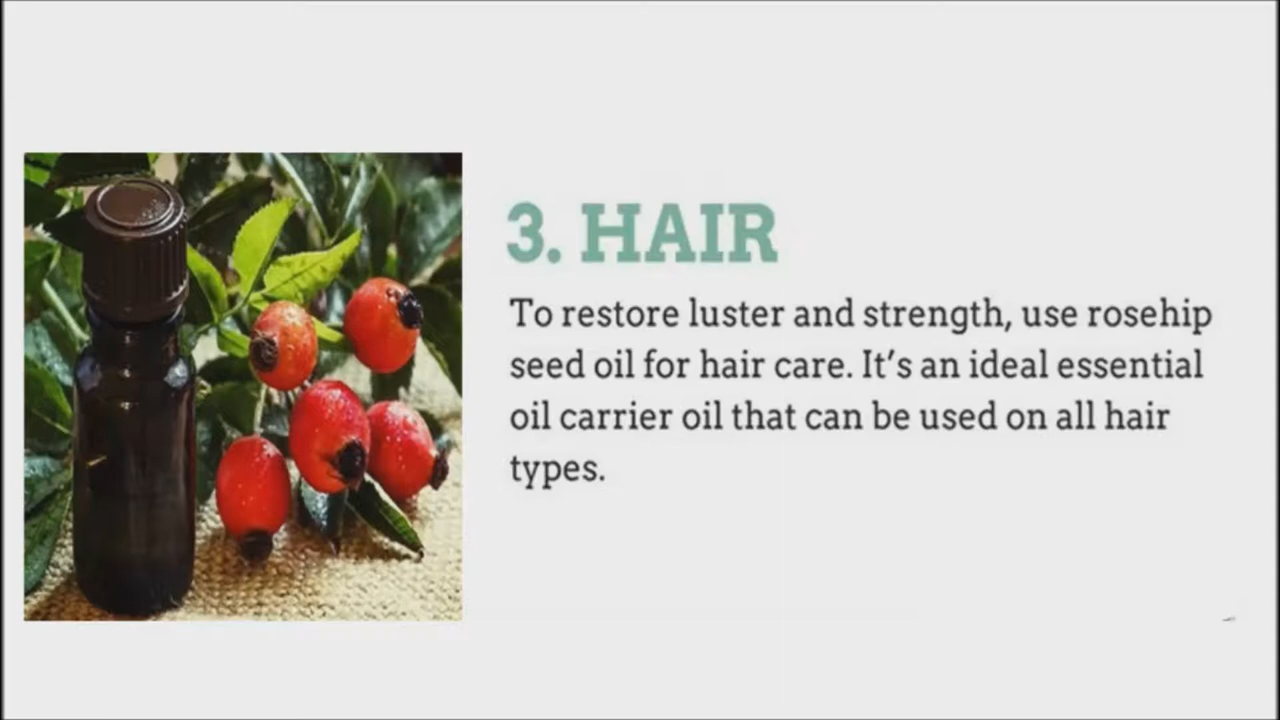 3. HAIR
To restore luster and strength, use rosehip
seed oil for hair care. It’s an ideal essential
oil carrier oil that can be used on all hair
types.